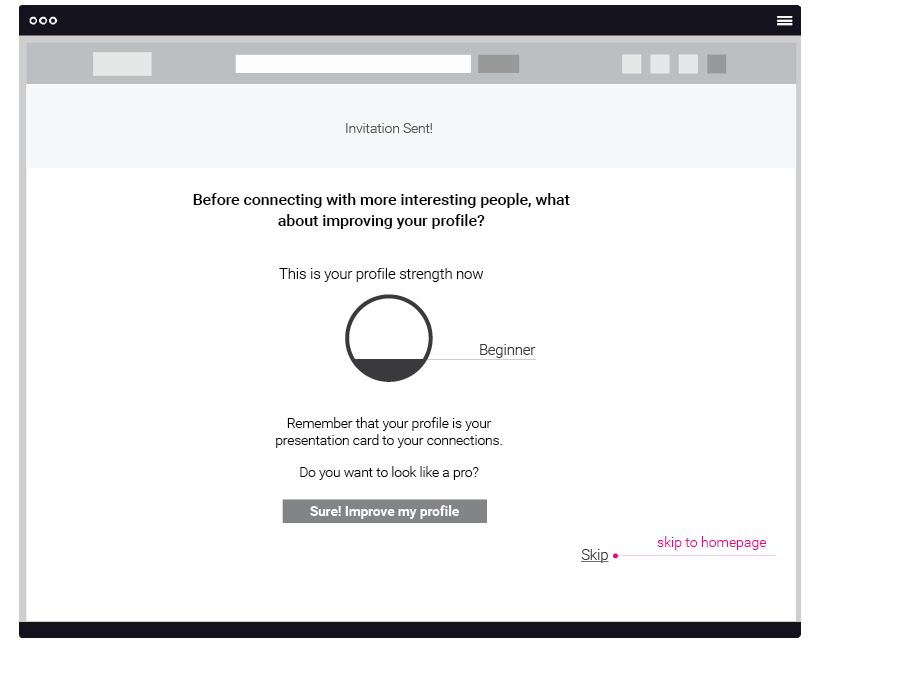 Invitation Sent!
Before connecting with more interesting people, what
about improving your profile?
This is your profile strength now
Beginner
Remember that your profile is your
presentation card to your connections.
Do you want to look like a pro?
Sure! Improve my profile
skip to homepage
Skip